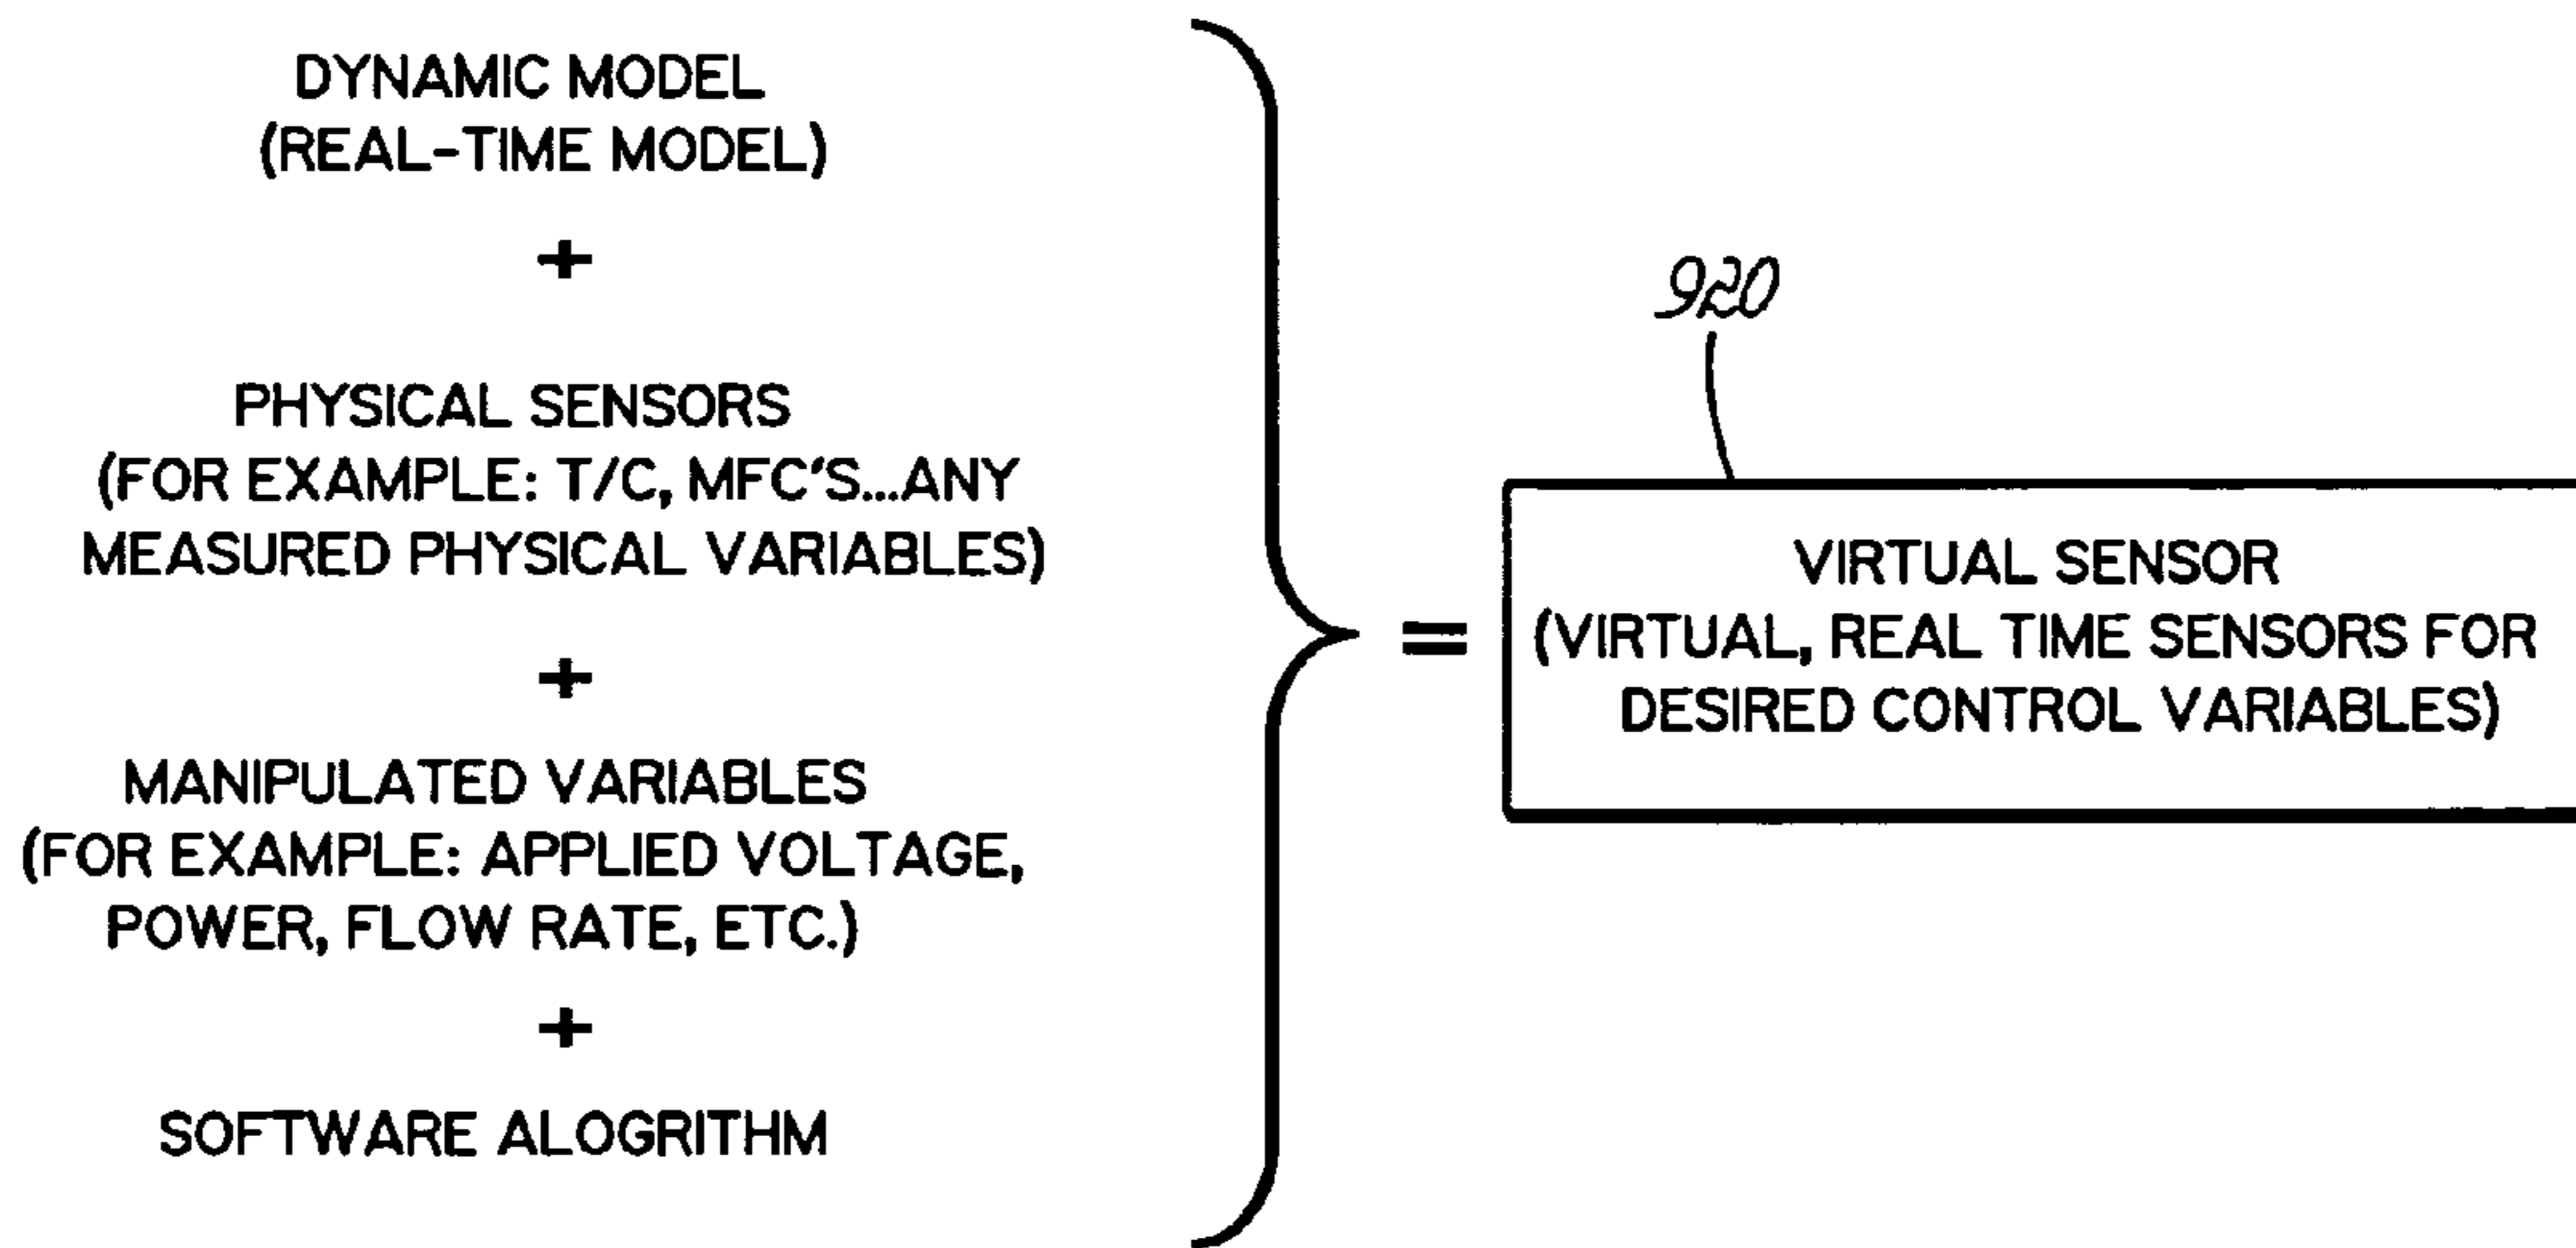 DYNAMIC MODEL
(REAL-TIME MODEL)
+
PHYSICAL SENSORS
(FOR EXAMPLE: T/C, MFC'S...ANY
MEASURED PHYSICAL VARIABLES)
+
MANIPULATED VARIABLES
(FOR EXAMPLE: APPLIED VOLTAGE,
POWER, FLOW RATE, ETC.)
+
SOFTWARE ALOGRITHM
=
920
VIRTUAL SENSOR
(VIRTUAL, REAL TIME SENSORS FOR
DESIRED CONTROL VARIABLES)